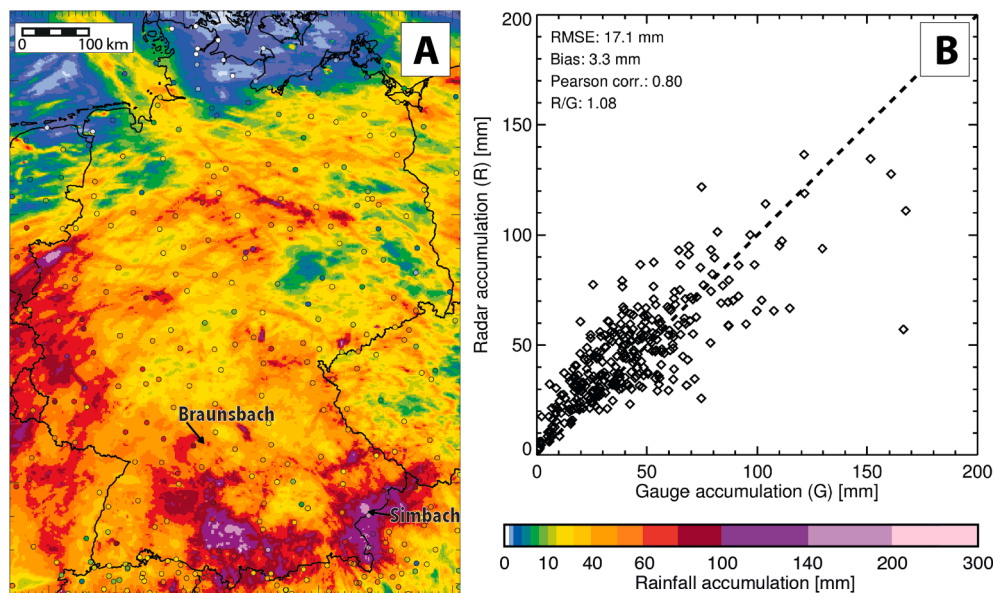 0 100 km
A
Braunsbach
Simbach
B
RMSE: 17.1 mm
Bias: 3.3 mm
Pearson corr.: 0.80
R/G: 1.08
200
150
100
50
0
Radar accumulation (R) [mm]
0 50 100 150 200
Gauge accumulation (G) [mm]
0 10 20 40 60 100 140 200 300
Rainfall accumulation [mm]